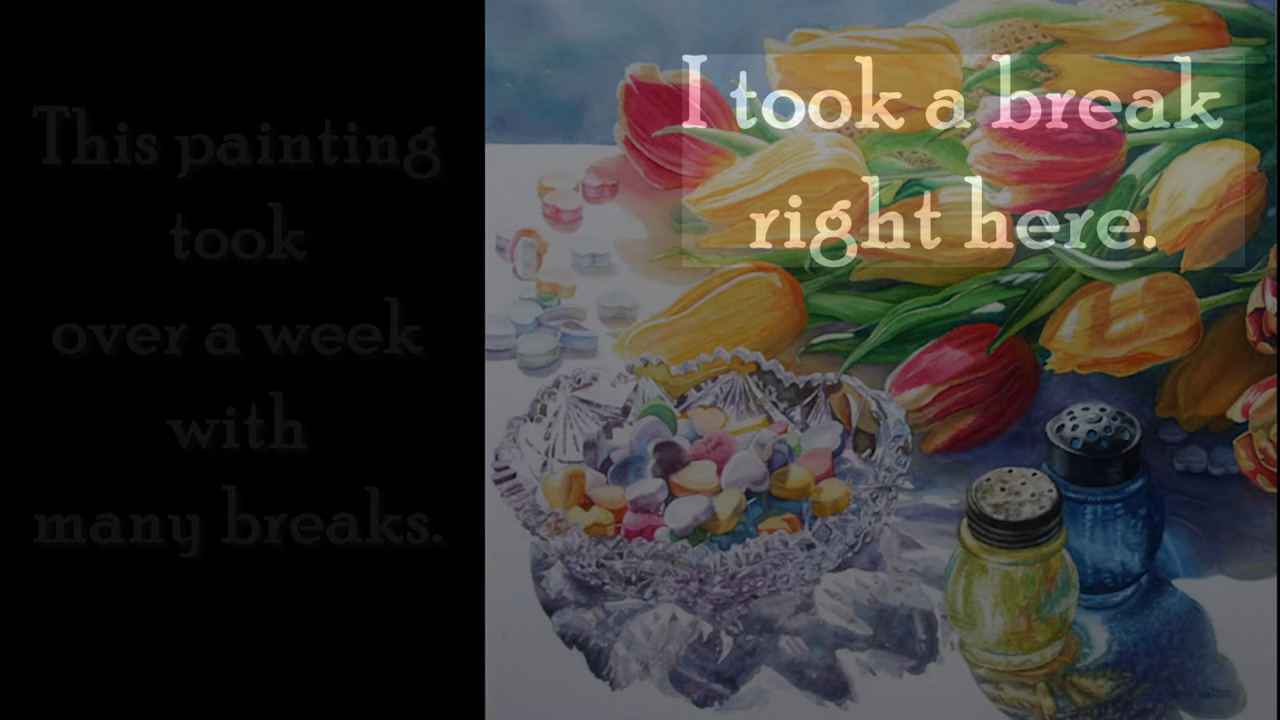 This painting
took
over a week
with
many breaks.
I took a break
right here.